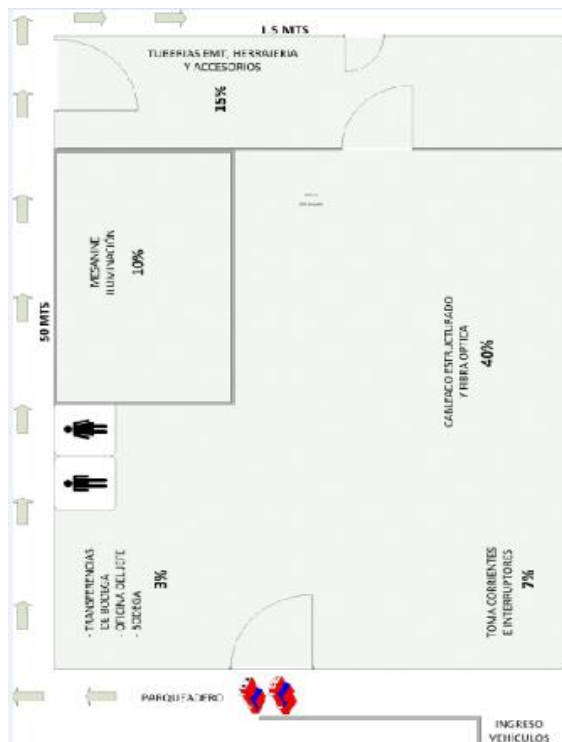 1.5 MTS
TUBERIAS EMT, HERRAJERIA
Y ACCESORIOS
15%
MESANINE
ILUMINACIÓN
10%
50 MTS
CABLEADO ESTRUCTURADO
Y FIBRA OPTICA
40%
- TRANSFERENCIAS
DE BODEGA
- OFICINA DEL JEFE
- BODEGA
3%
TOMA CORRIENTES
E INTERRUPTORES
7%
PARQUEADERO
INGRESO
VEHÍCULOS